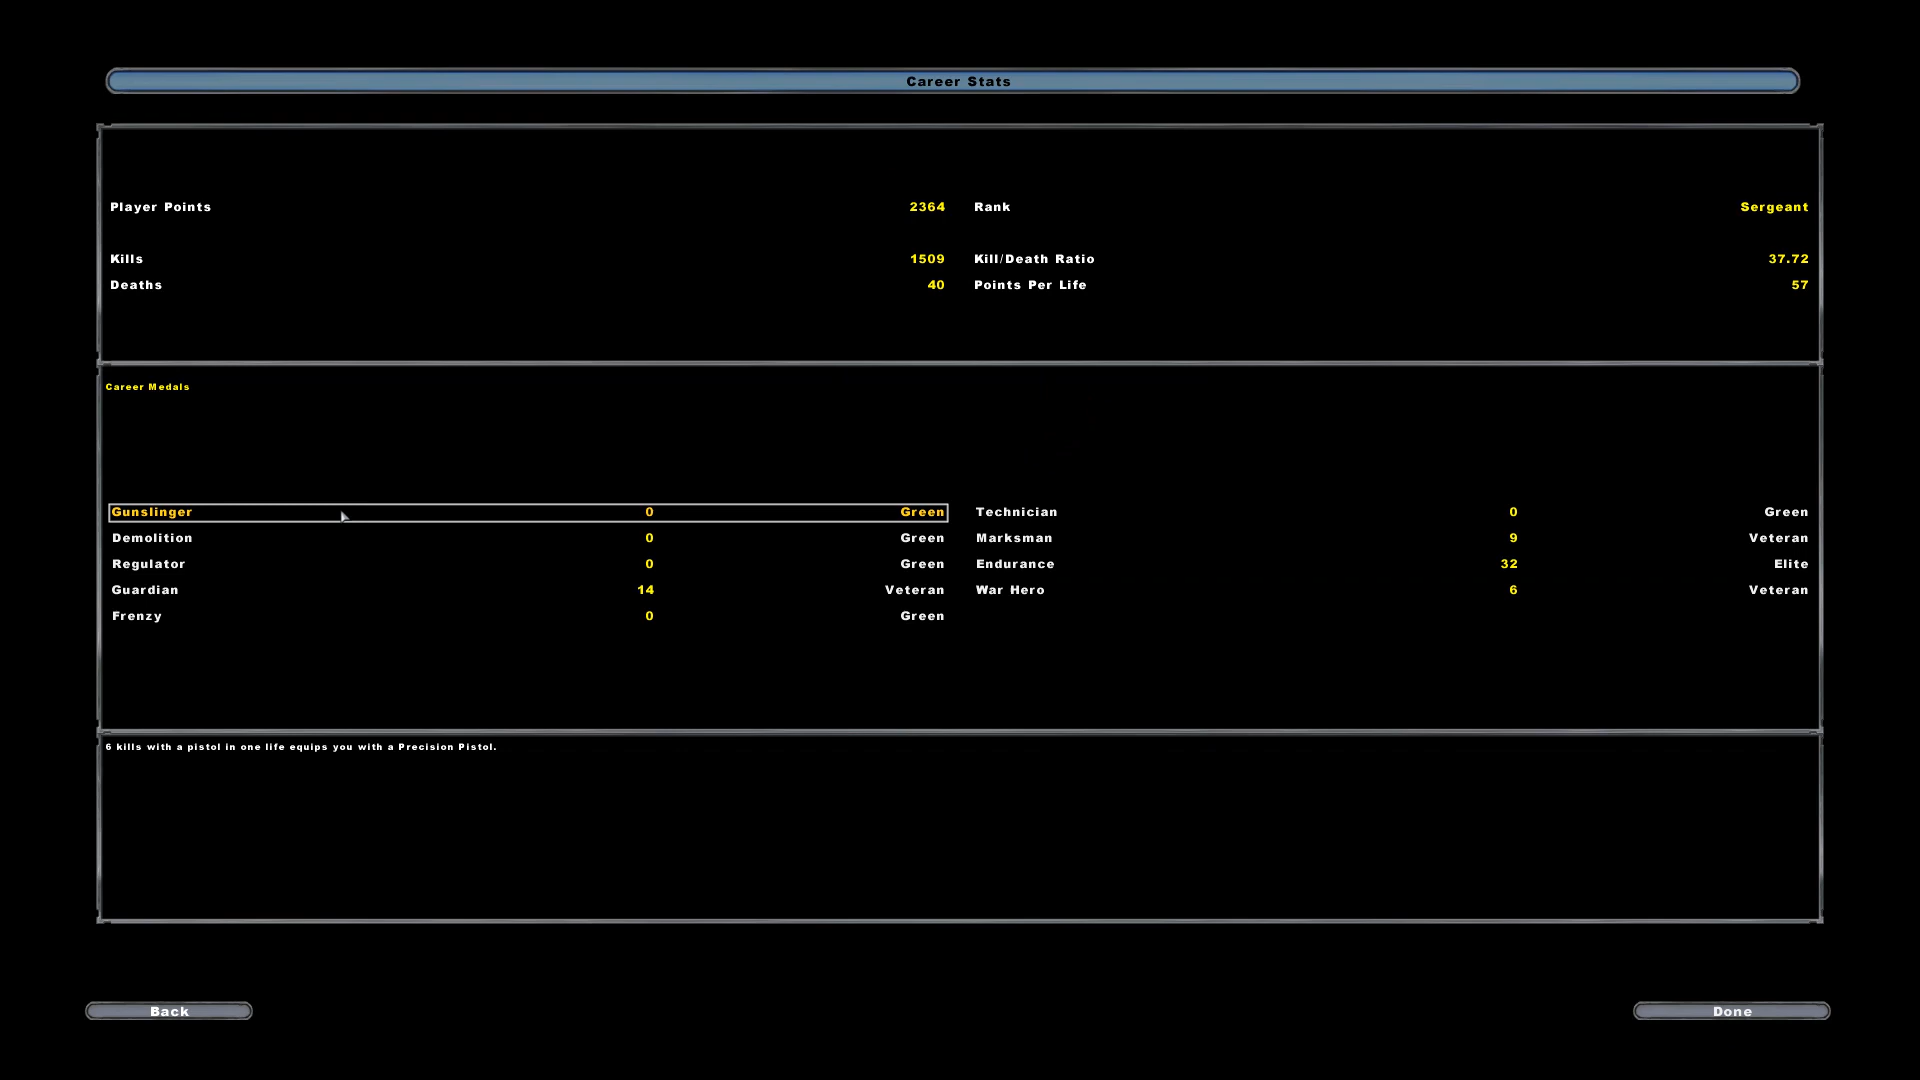 Career Stats
Player Points 2364 Rank Sergeant
Kills 1509 Kill/Death Ratio 37.72
Deaths 40 Points Per Life 57
Career Medals
Gunslinger 0 Green Technician 0 Green
Demolition 0 Green Marksman 9 Veteran
Regulator 0 Green Endurance 32 Elite
Guardian 14 Veteran War Hero 6 Veteran
Frenzy 0 Green
6 kills with a pistol in one life equips you with a Precision Pistol.
Back Done